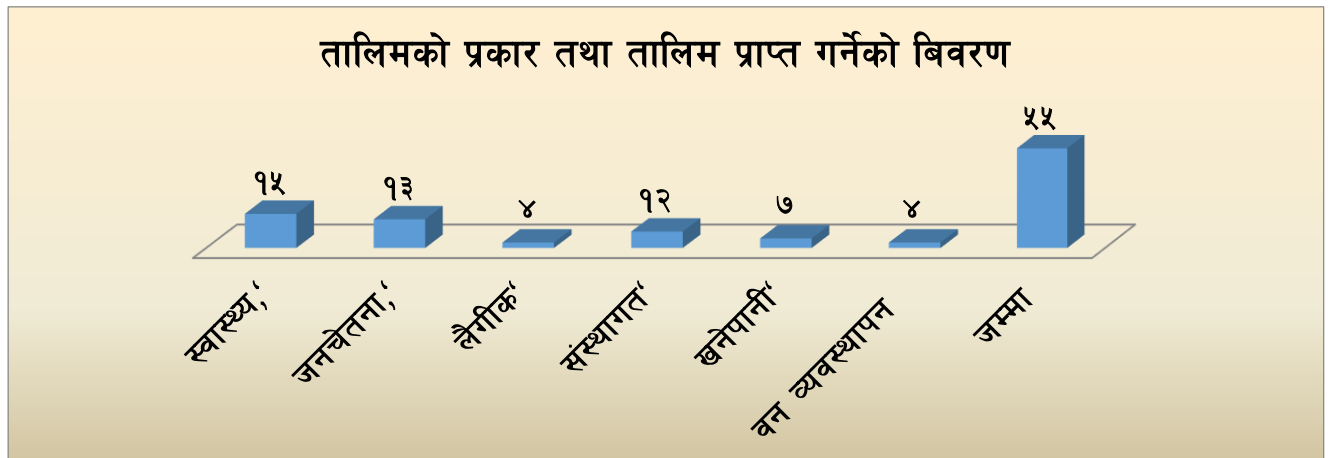 तालिमको प्रकार तथा तालिम प्राप्त गर्नेको बिवरण
१५
१३
४
१२
७
४
५५
स्वास्थ्य,‘
जनचेतना,‘
लैगीक‘
संस्थागत‘
खनेपानी‘
वन व्यवस्थापन
जम्मा